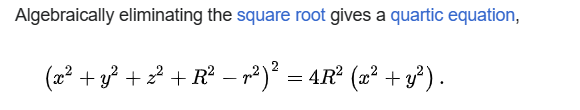 Algebraically eliminating the square root gives a quartic equation,
(x² + y² + z² + R² − r²)² = 4R² (x² + y²) .